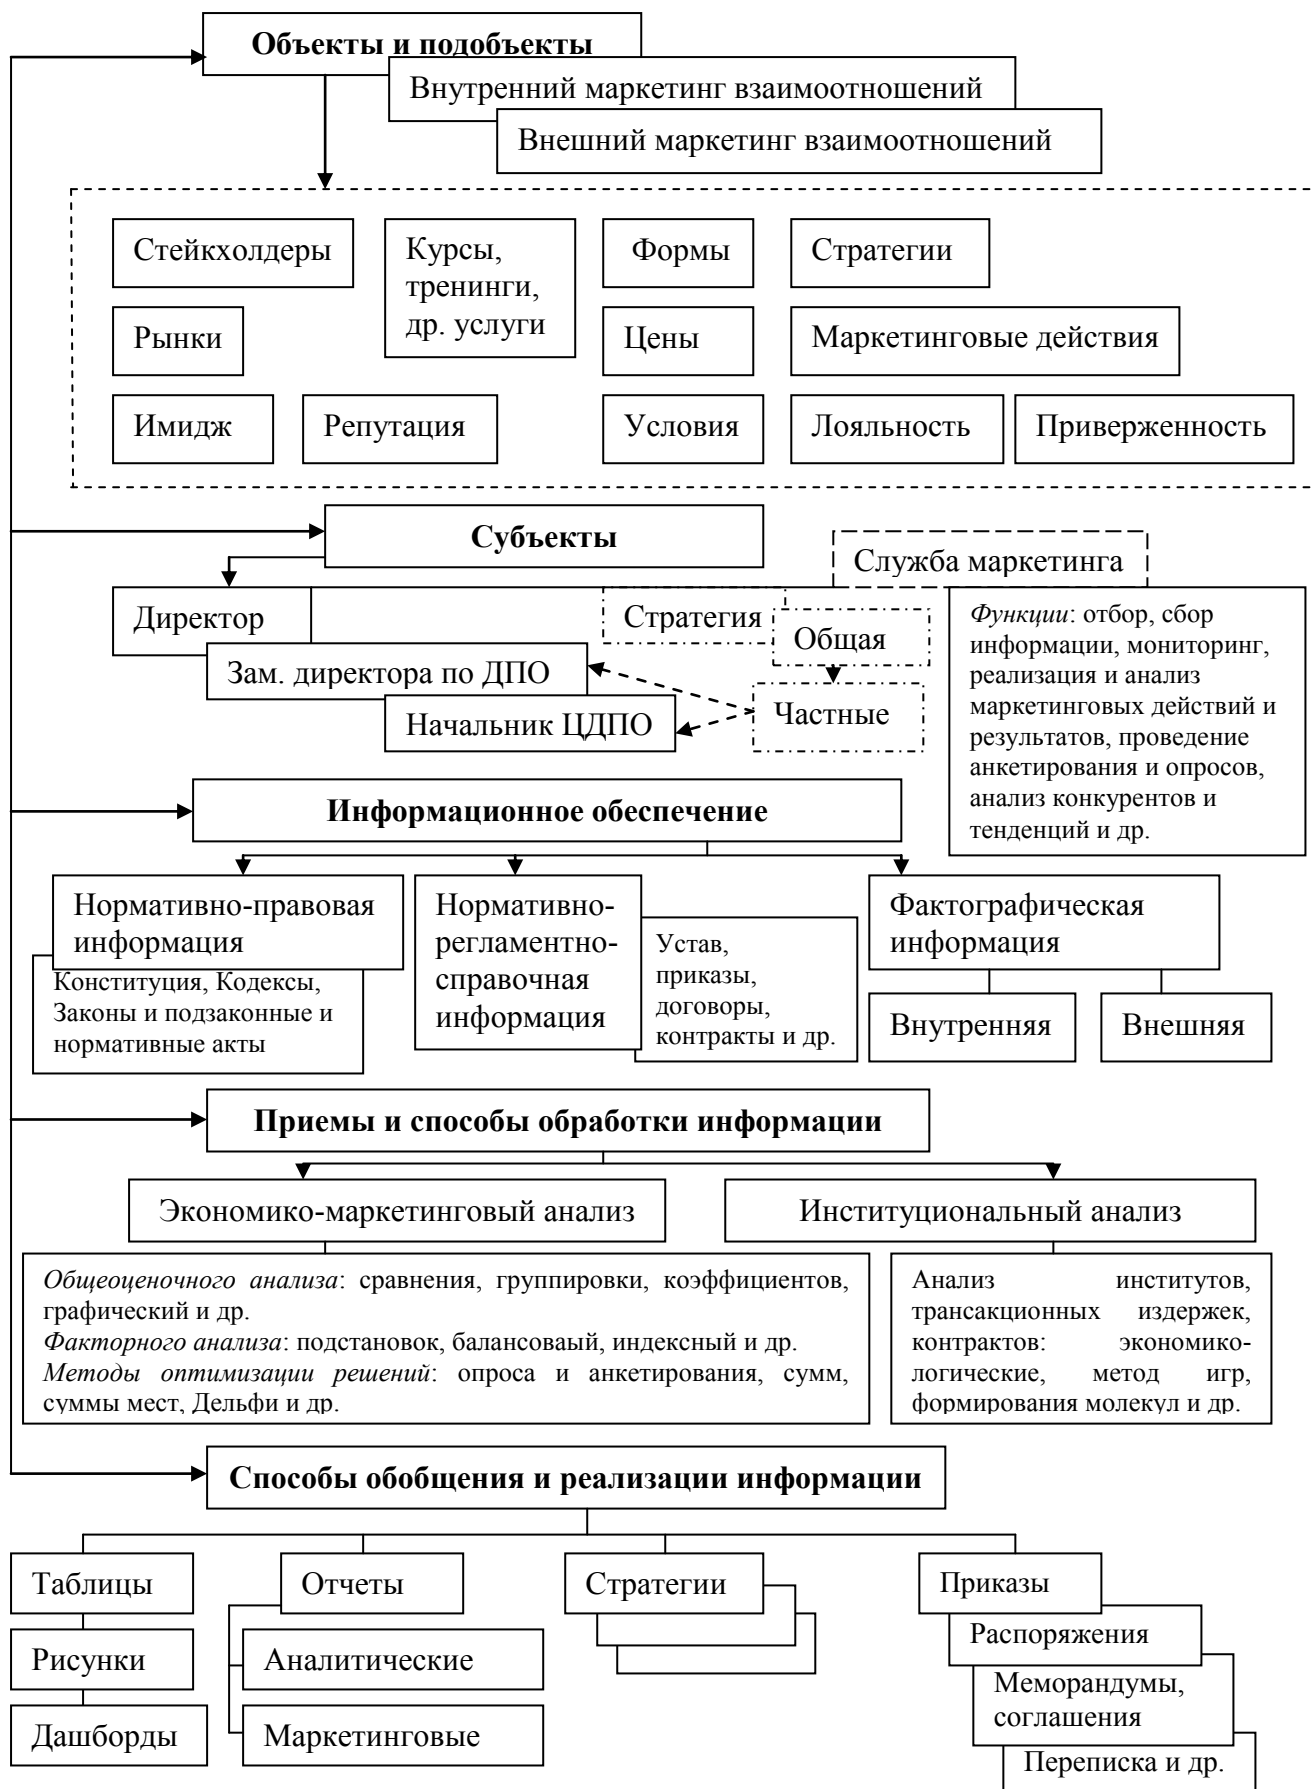 Объекты и подобъекты
Внутренний маркетинг взаимоотношений
Внешний маркетинг взаимоотношений
Стейкхолдеры
Курсы,
тренинги,
др. услуги
Формы
Стратегии
Рынки
Цены
Маркетинговые действия
Имидж
Репутация
Условия
Лояльность
Приверженность
Субъекты
Служба маркетинга
Директор
Зам. директора по ДПО
Начальник ЦДПО
Стратегия
Общая
Частные
Функции: отбор, сбор
информации, мониторинг,
реализация и анализ
маркетинговых действий и
результатов, проведение
анкетирования и опросов,
анализ конкурентов и
тенденций и др.
Информационное обеспечение
Нормативно-правовая
информация
Конституция, Кодексы,
Законы и подзаконные и
нормативные акты
Нормативно-
регламентно-
справочная
информация
Устав,
приказы,
договоры,
контракты и др.
Фактографическая
информация
Внутренняя
Внешняя
Приемы и способы обработки информации
Экономико-маркетинговый анализ
Институциональный анализ
Общеоценочного анализа: сравнения, группировки, коэффициентов,
графический и др.
Факторного анализа: подстановок, балансоваый, индексный и др.
Методы оптимизации решений: опроса и анкетирования, сумм,
суммы мест, Дельфи и др.
Анализ институтов,
трансакционных издержек,
контрактов: экономико-
логические, метод игр,
формирования молекул и др.
Способы обобщения и реализации информации
Таблицы
Рисунки
Дашборды
Отчеты
Аналитические
Маркетинговые
Стратегии
Приказы
Распоряжения
Меморандумы,
соглашения
Переписка и др.